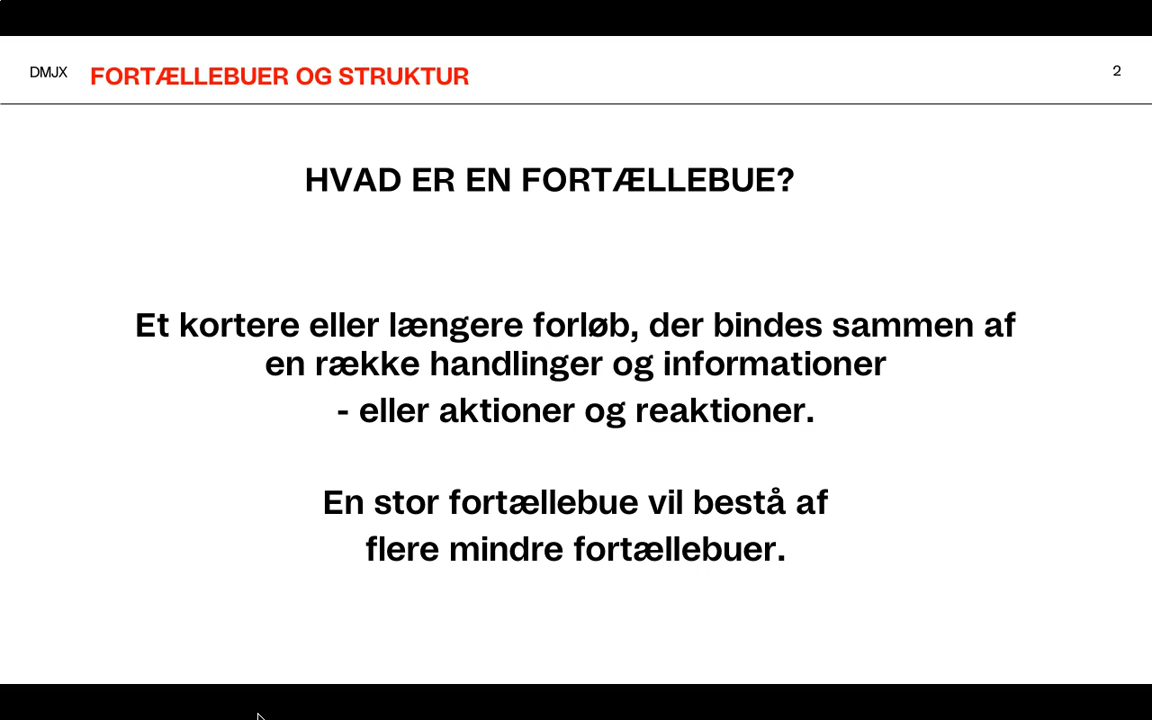 DMJX FORTÆLLEBUER OG STRUKTUR 2
HVAD ER EN FORTÆLLEBUE?
Et kortere eller længere forløb, der bindes sammen af
en række handlinger og informationer
- eller aktioner og reaktioner.
En stor fortællebue vil bestå af
flere mindre fortællebuer.